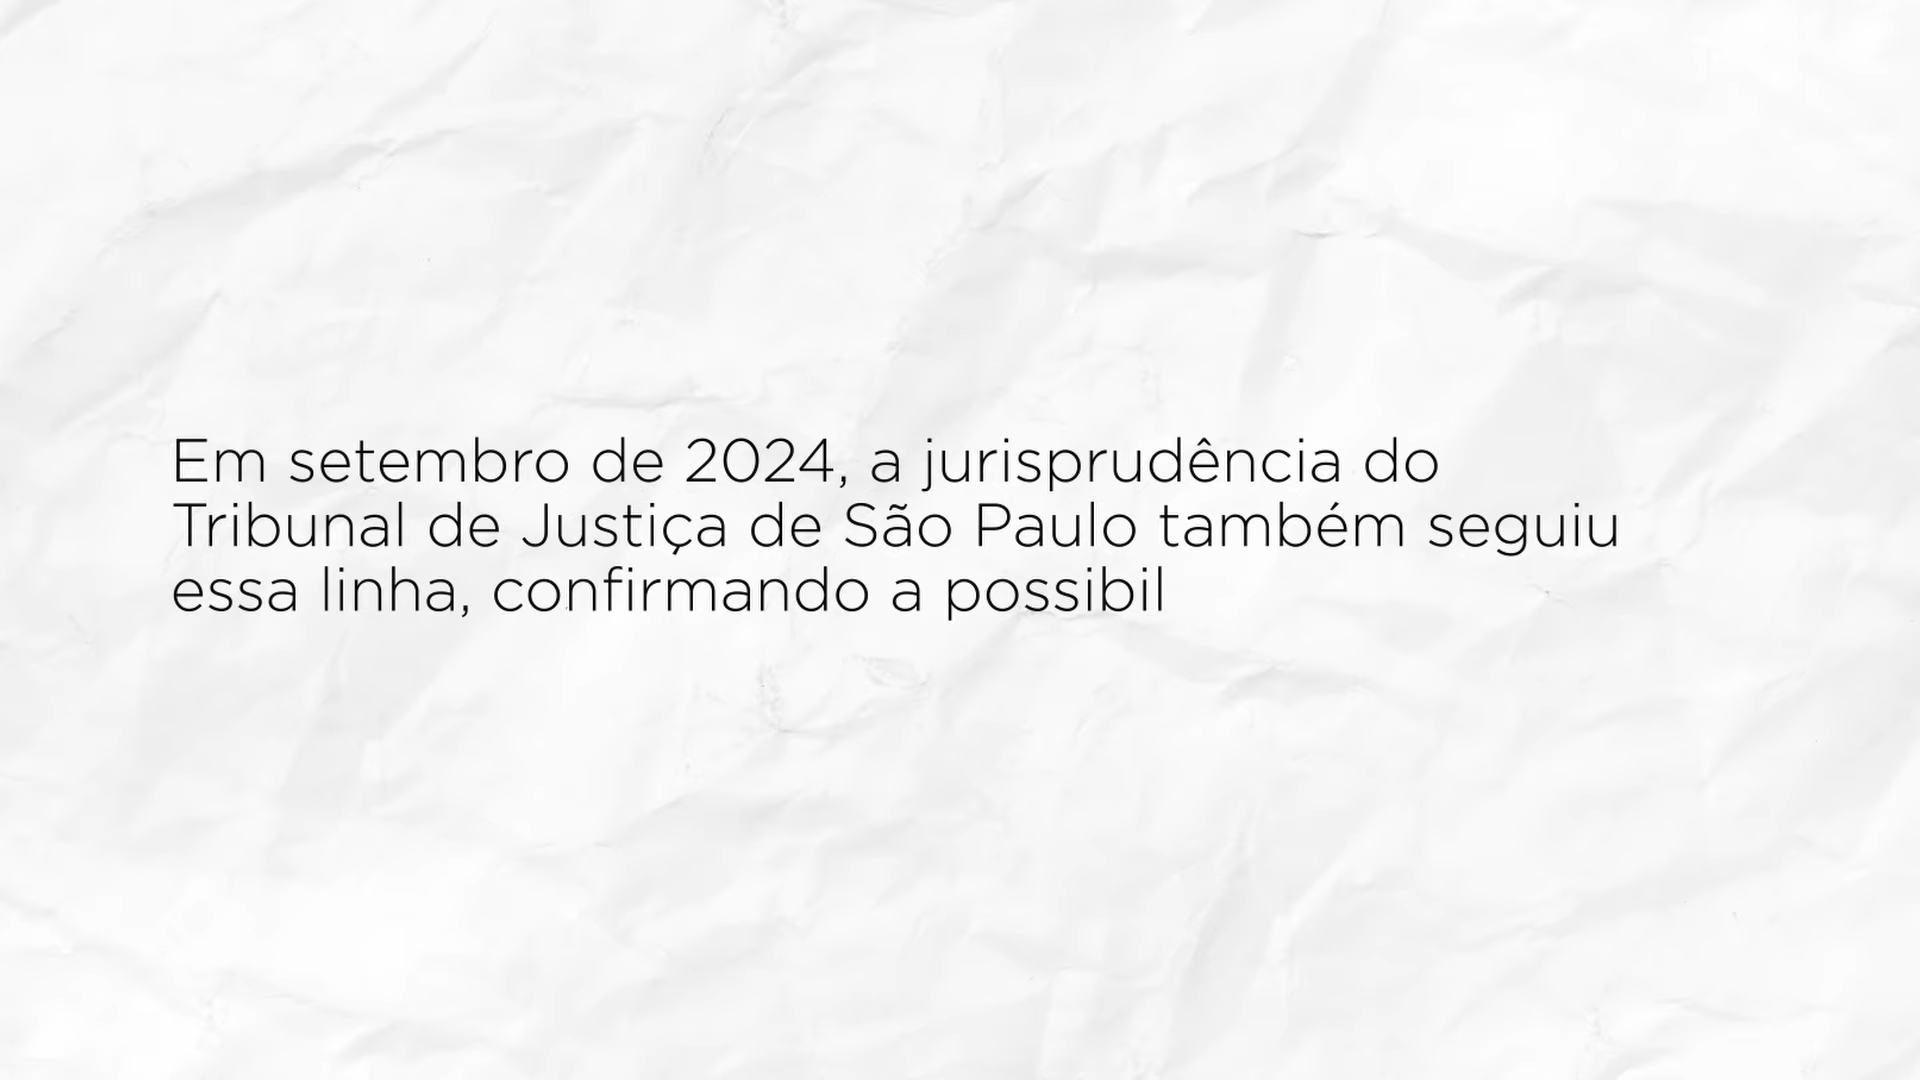 Em setembro de 2024, a jurisprudência do
Tribunal de Justiça de São Paulo também seguiu
essa linha, confirmando a possibil